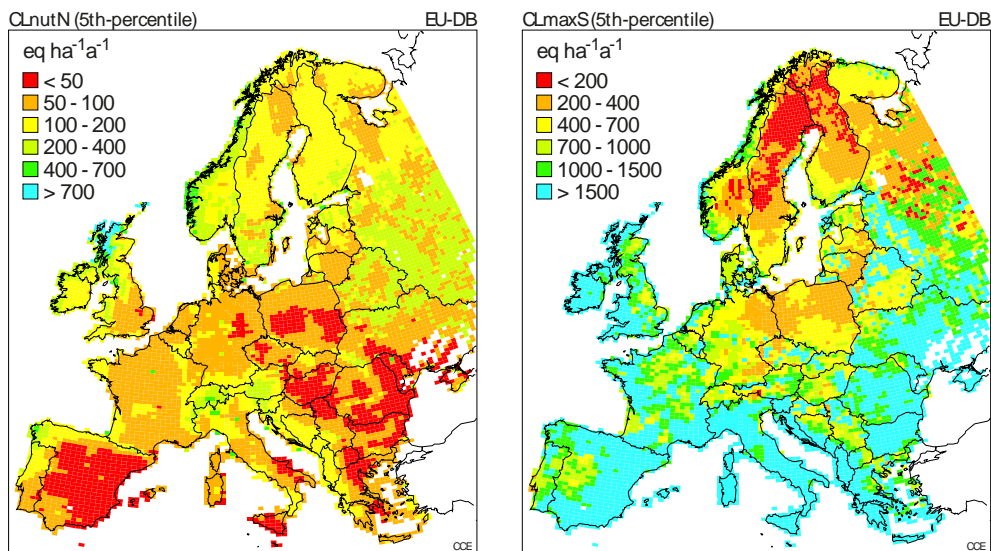 CLnutN (5th-percentile) EU-DB
eq ha⁻¹a⁻¹
< 50
50 - 100
100 - 200
200 - 400
400 - 700
> 700
CCE
CLmaxS (5th-percentile) EU-DB
eq ha⁻¹a⁻¹
< 200
200 - 400
400 - 700
700 - 1000
1000 - 1500
> 1500
CCE